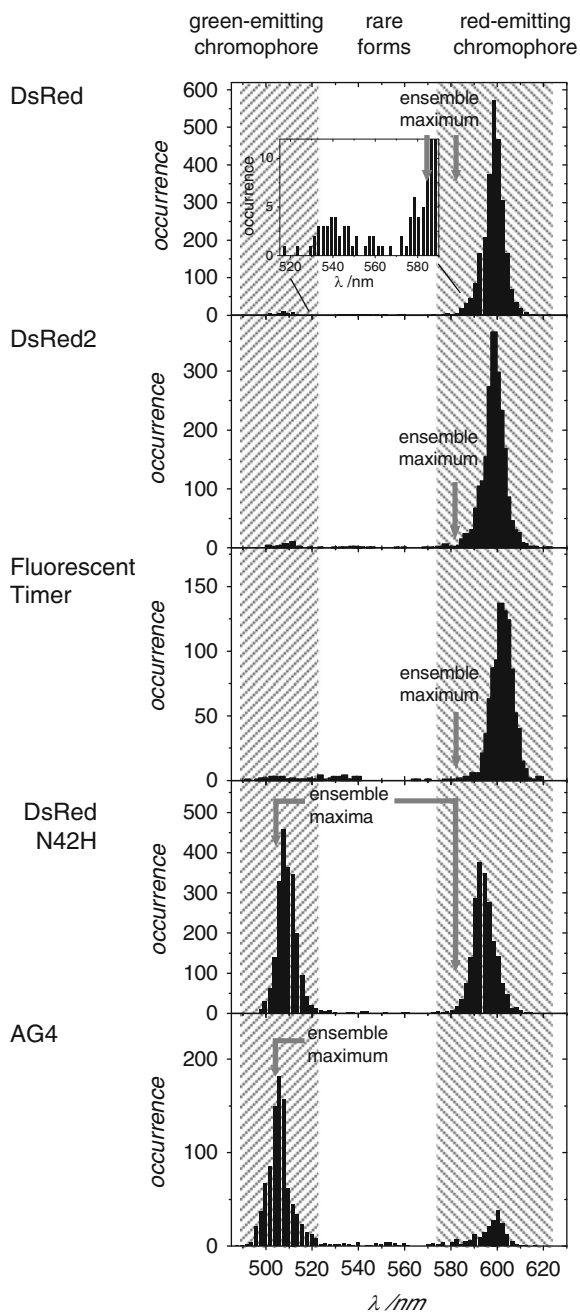 green-emitting chromophore
rare forms
red-emitting chromophore
DsRed
occurrence
600
500
400
300
200
100
0
ensemble
maximum
occurrence
10
5
0
520 540 560 580
λ /nm
DsRed2
occurrence
300
200
100
0
ensemble
maximum
Fluorescent
Timer
occurrence
150
100
50
0
ensemble
maximum
DsRed
N42H
occurrence
500
400
300
200
100
0
ensemble
maxima
AG4
occurrence
200
100
0
ensemble
maximum
500 520 540 560 580 600 620
λ /nm